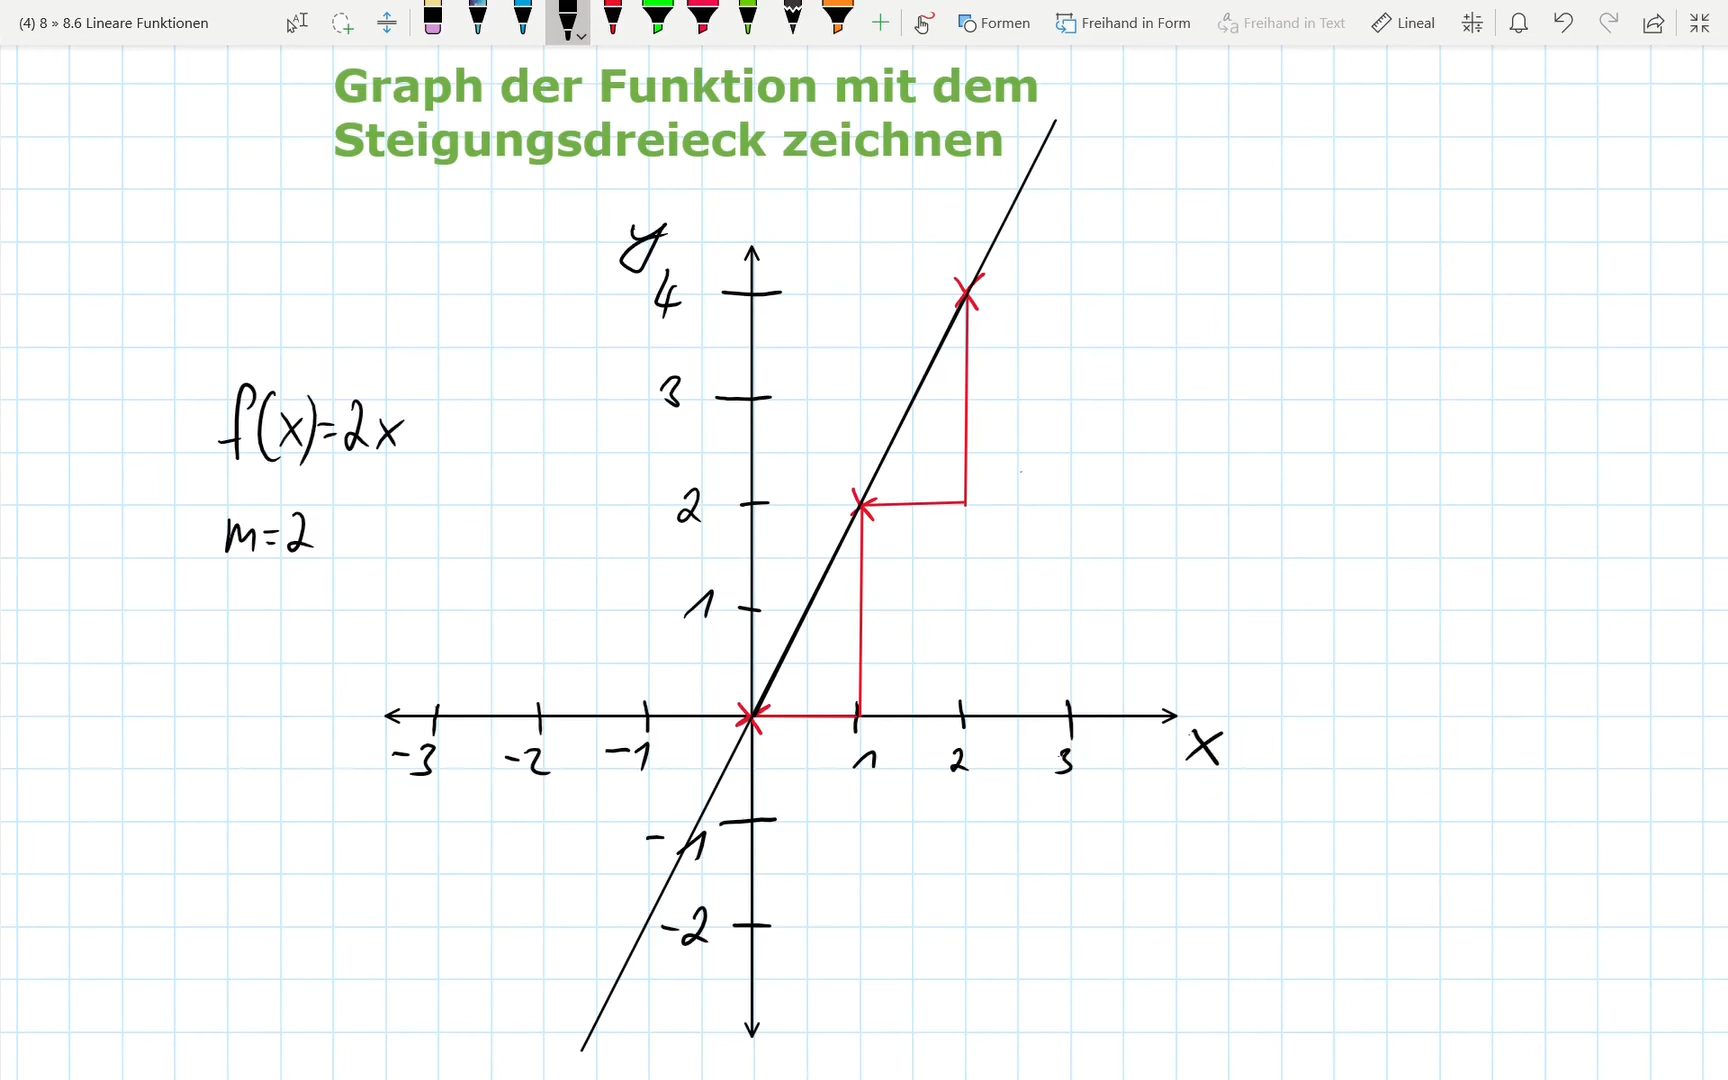 (4) 8 » 8.6 Lineare Funktionen
Formen
Freihand in Form
Freihand in Text
Lineal
Graph der Funktion mit dem
Steigungsdreieck zeichnen
y
4
3
f(x)=2x
2
m=2
1
-3 -2 -1 1 2 3 x
-1
-2